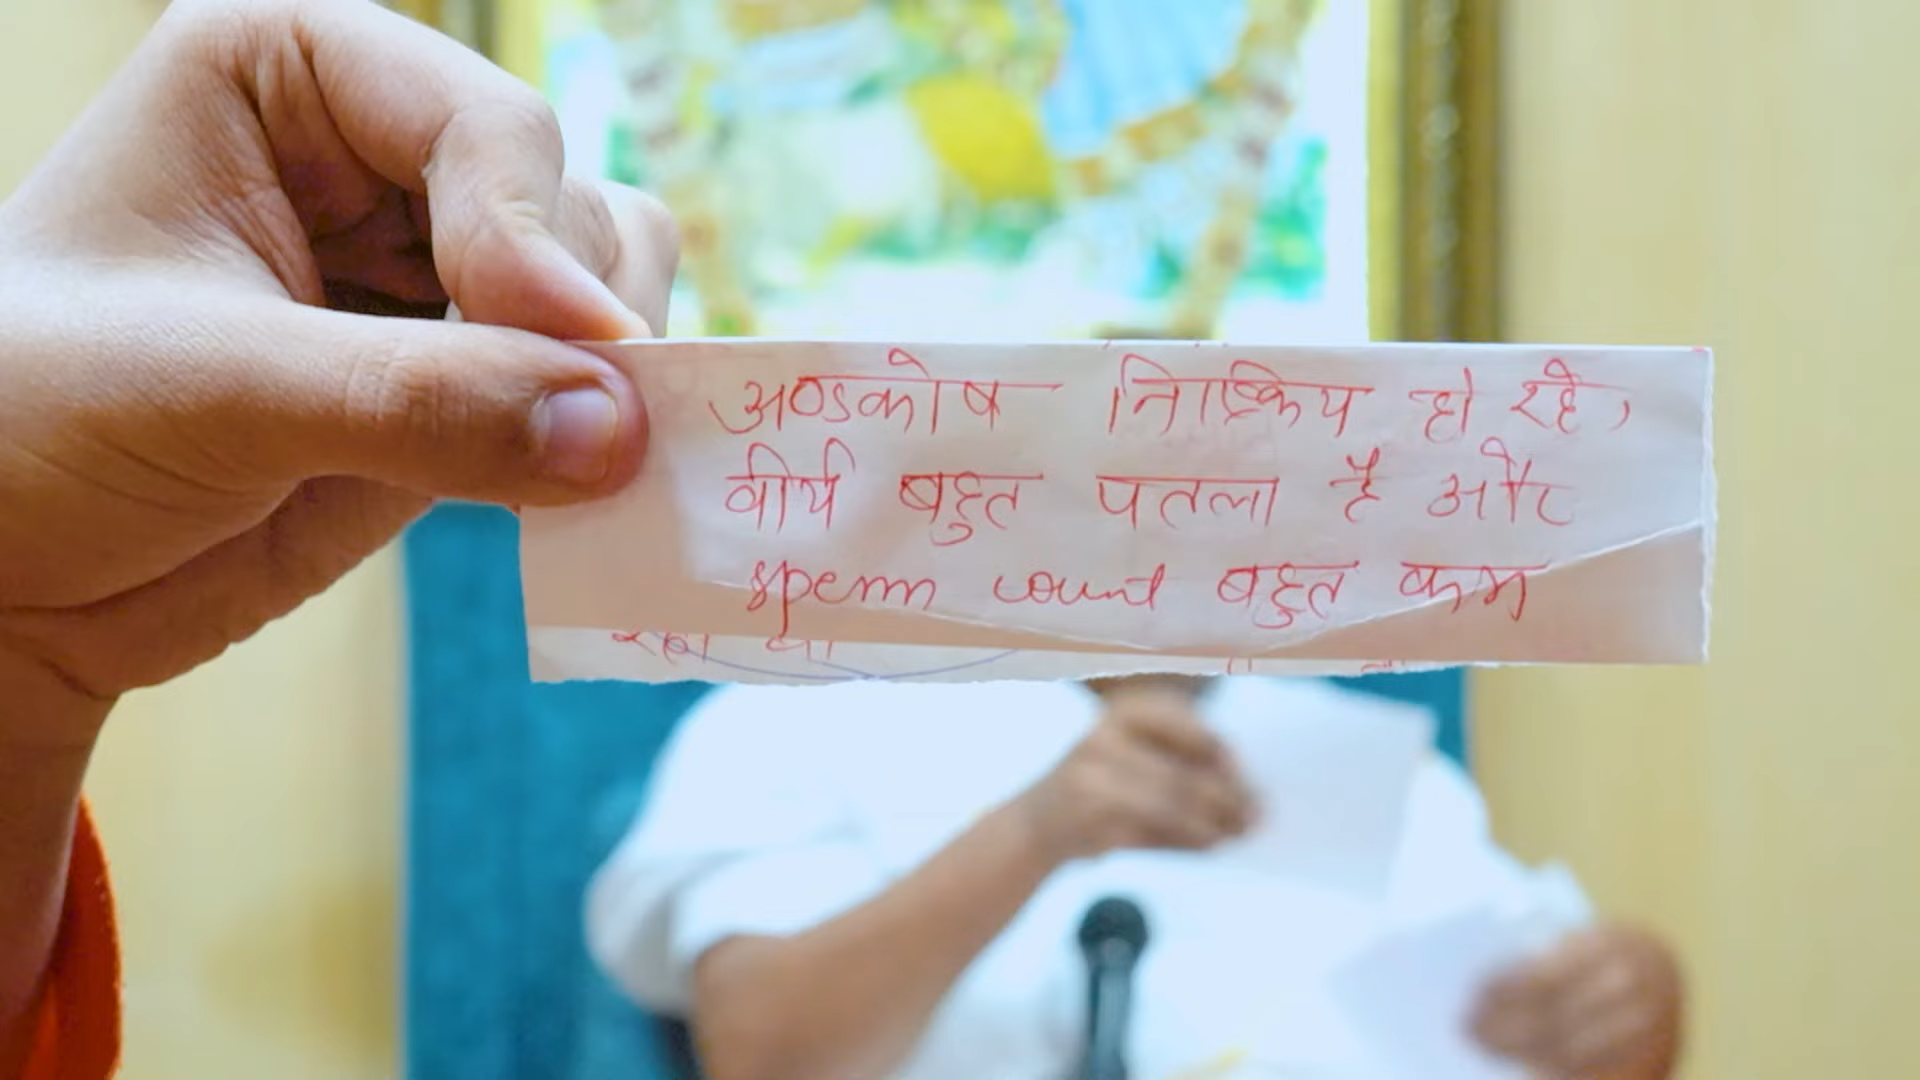 अण्डकोष निष्क्रिय हो रहे,
वीर्य बहुत पतला है और
sperm count बहुत कम